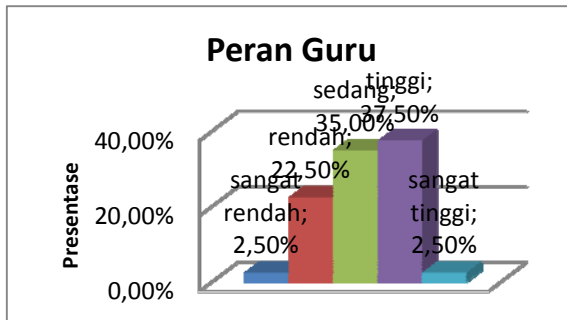 Peran Guru
Presentase
40,00%
20,00%
0,00%
sangat
rendah;
2,50%
rendah;
22,50%
sedang;
35,00%
tinggi;
37,50%
sangat
tinggi;
2,50%